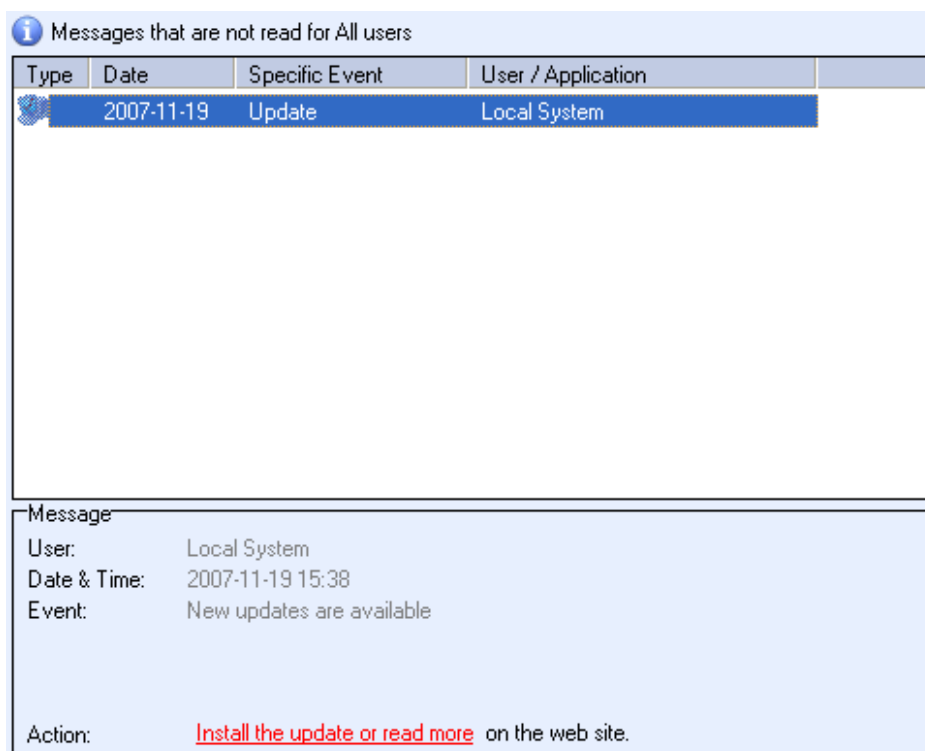 Messages that are not read for All users
Type Date Specific Event User / Application
2007-11-19 Update Local System
Message
User: Local System
Date & Time: 2007-11-19 15:38
Event: New updates are available
Action: Install the update or read more on the web site.